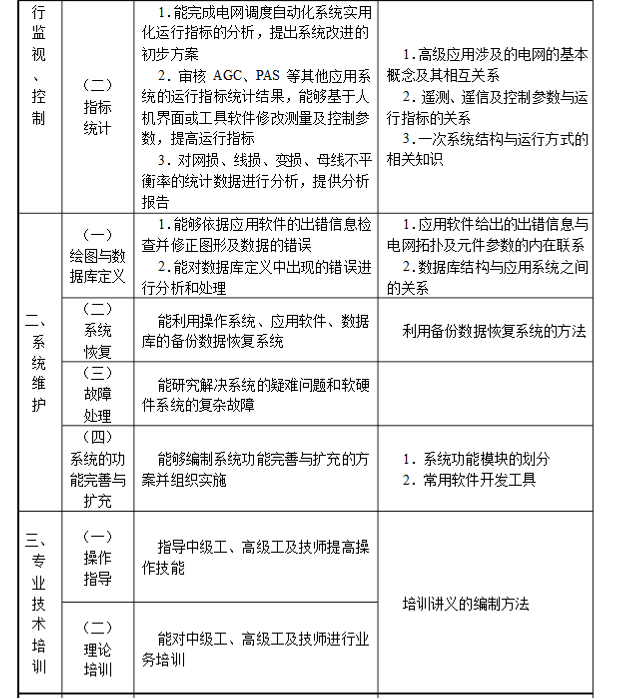 行
监
视
、
控
制
（二）
指标
统计
1.能完成电网调度自动化系统实用
化运行指标的分析，提出系统改进的
初步方案
2．审核 AGC、PAS 等其他应用系
统的运行指标统计结果，能够基于人
机界面或工具软件修改测量及控制参
数，提高运行指标
3．对网损、线损、变损、母线不平
衡率的统计数据进行分析，提供分析
报告
1.高级应用涉及的电网的基本
概念及其相互关系
2．遥测、遥信及控制参数与运
行指标的关系
3.一次系统结构与运行方式的
相关知识
二、
系
统
维
护
（一）
绘图与数
据库定义
1.能够依据应用软件的出错信息检
查并修正图形及数据的错误
2.能对数据库定义中出现的错误进
行分析和处理
1.应用软件给出的出错信息与
电网拓扑及元件参数的内在联系
2.数据库结构与应用系统之间
的关系
（二）
系统
恢复
能利用操作系统、应用软件、数据
库的备份数据恢复系统
利用备份数据恢复系统的方法
（三）
故障
处理
能研究解决系统的疑难问题和软硬
件系统的复杂故障
（四）
系统的功
能完善与
扩充
能够编制系统功能完善与扩充的方
案并组织实施
1．系统功能模块的划分
2．常用软件开发工具
三、
专
业
技
术
培
训
（一）
操作
指导
指导中级工、高级工及技师提高操
作技能
培训讲义的编制方法
（二）
理论
培训
能对中级工、高级工及技师进行业
务培训